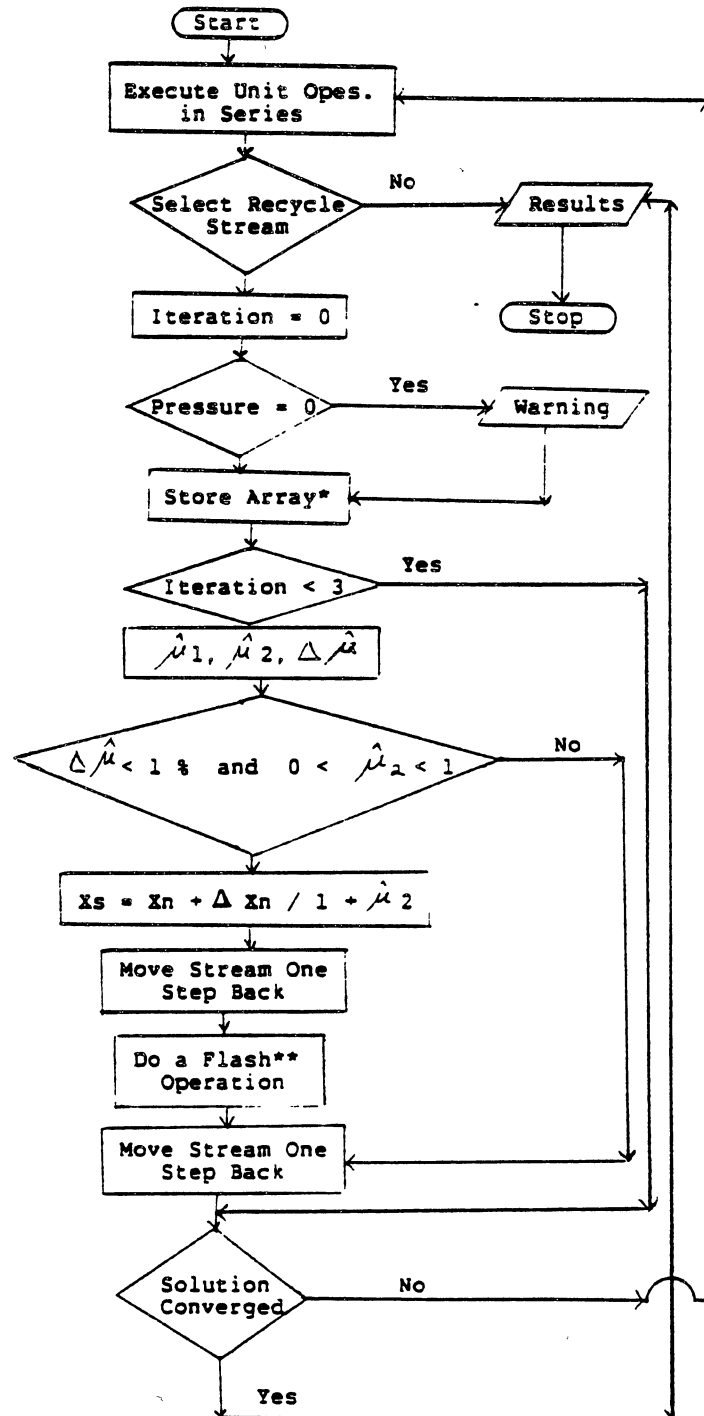 Start
Execute Unit Opes.
in Series
Select Recycle
Stream
No
Results
Iteration = 0
Stop
Pressure = 0
Yes
Warning
Store Array*
Iteration < 3
Yes
μ̂1, μ̂2, Δμ̂
Δμ̂ < 1 % and 0 < μ̂2 < 1
No
Xs = Xn + Δ Xn / 1 + μ̂2
Move Stream One
Step Back
Do a Flash**
Operation
Move Stream One
Step Back
Solution
Converged
No
Yes